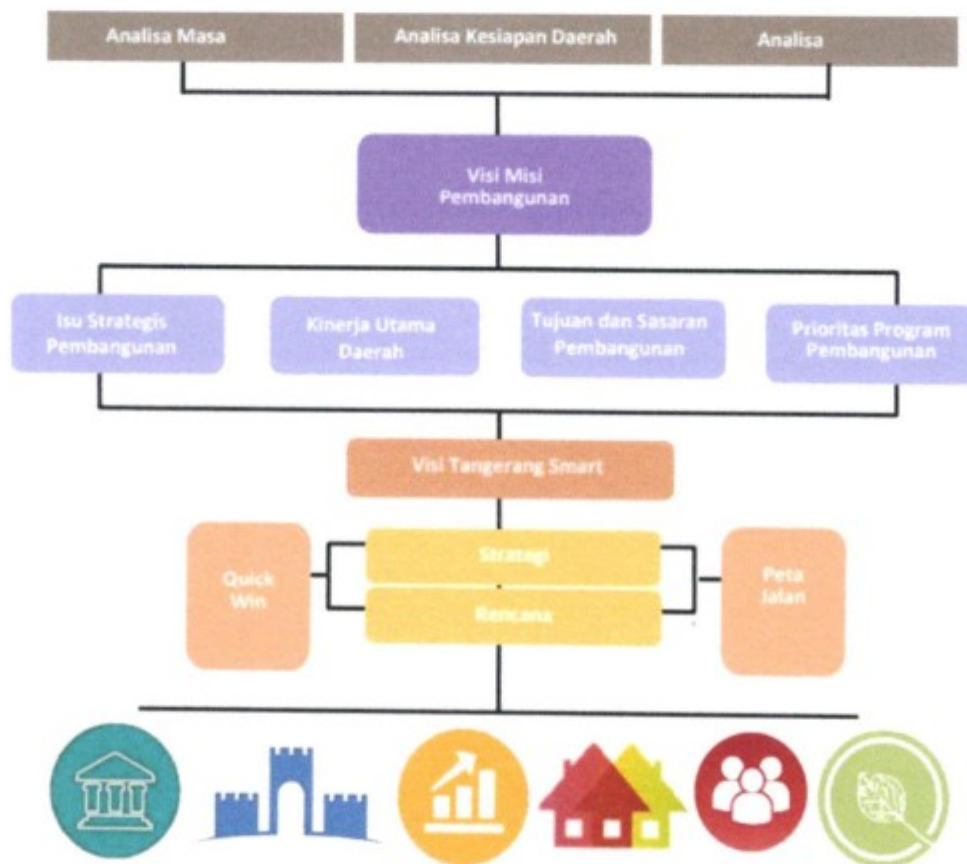 Analisa Masa
Analisa Kesiapan Daerah
Analisa
Visi Misi
Pembangunan
Isu Strategis
Pembangunan
Kinerja Utama
Daerah
Tujuan dan Sasaran
Pembangunan
Prioritas Program
Pembangunan
Visi Tangerang Smart
Quick
Win
Strategi
Rencana
Peta
Jalan